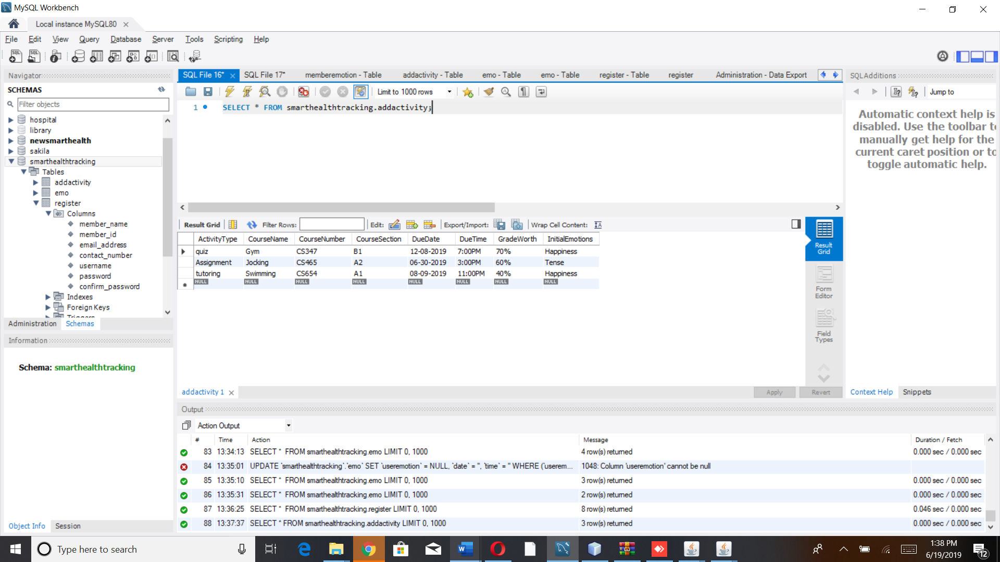 MySQL Workbench
Local instance MySQL80
File Edit View Query Database Server Tools Scripting Help
Navigator
SCHEMAS
Filter objects
hospital
library
newsmarthealth
sakila
smarthealthtracking
Tables
addactivity
emo
register
Columns
member_name
member_id
email_address
contact_number
username
password
confirm_password
Indexes
Foreign Keys
Triggers
Administration Schemas
Information
Schema: smarthealthtracking
Object Info Session
SQL File 16* SQL File 17* memberemotion - Table addactivity - Table emo - Table emo - Table register - Table register Administration - Data Export
Limit to 1000 rows
1 SELECT * FROM smarthealthtracking.addactivity;
Result Grid Filter Rows: Edit: Export/Import: Wrap Cell Content:
ActivityType CourseName CourseNumber CourseSection DueDate DueTime GradeWorth InitialEmotions
quiz Gym CS347 B1 12-08-2019 7:00PM 70% Happiness
Assignment Jocking CS465 A2 06-30-2019 3:00PM 60% Tense
tutoring Swimming CS654 A1 08-09-2019 11:00PM 40% Happiness
NULL NULL NULL NULL NULL NULL NULL NULL
Result
Grid
Form
Editor
Field
Types
addactivity 1
Apply Revert
SQLAdditions
Jump to
Automatic context help is
disabled. Use the toolbar to
manually get help for the
current caret position or to
toggle automatic help.
Context Help Snippets
Output
Action Output
# Time Action Message Duration / Fetch
83 13:34:13 SELECT * FROM smarthealthtracking.emo LIMIT 0, 1000 4 row(s) returned 0.000 sec / 0.000 sec
84 13:35:01 UPDATE `smarthealthtracking`.`emo` SET `useremotion` = NULL, `date` = '', `time` = '' WHERE (`userem... 1048: Column 'useremotion' cannot be null
85 13:35:10 SELECT * FROM smarthealthtracking.emo LIMIT 0, 1000 3 row(s) returned 0.000 sec / 0.000 sec
86 13:35:31 SELECT * FROM smarthealthtracking.emo LIMIT 0, 1000 2 row(s) returned 0.000 sec / 0.000 sec
87 13:36:25 SELECT * FROM smarthealthtracking.register LIMIT 0, 1000 8 row(s) returned 0.046 sec / 0.000 sec
88 13:37:37 SELECT * FROM smarthealthtracking.addactivity LIMIT 0, 1000 3 row(s) returned 0.000 sec / 0.000 sec
Type here to search
1:38 PM
6/19/2019
12